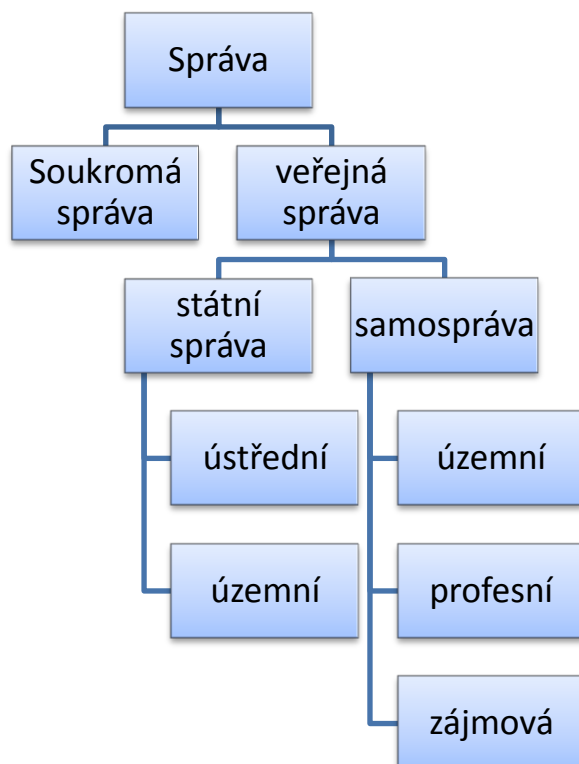 Správa
Soukromá
správa
veřejná
správa
státní
správa
samospráva
ústřední
územní
územní
profesní
zájmová